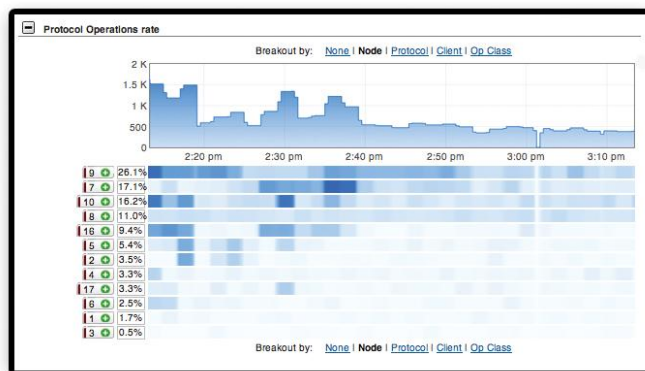 Protocol Operations rate
Breakout by: None | Node | Protocol | Client | Op Class
2 K
1.5 K
1 K
500
0
2:20 pm 2:30 pm 2:40 pm 2:50 pm 3:00 pm 3:10 pm
9 26.1%
7 17.1%
10 16.2%
8 11.0%
16 9.4%
5 5.4%
2 3.5%
4 3.3%
17 3.3%
6 2.5%
1 1.7%
3 0.5%
Breakout by: None | Node | Protocol | Client | Op Class